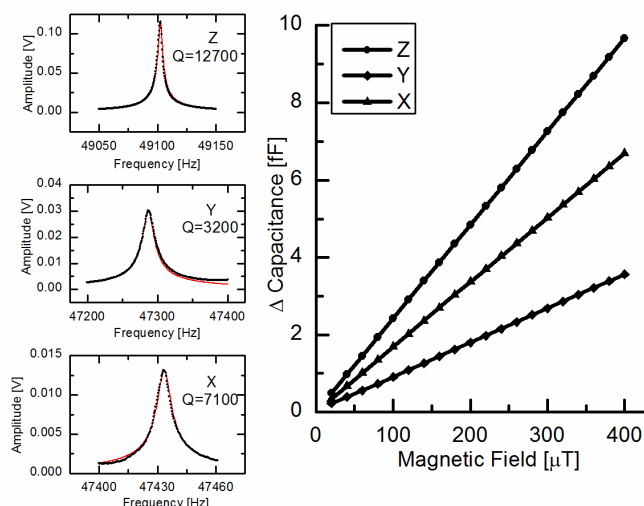 Z
Q=12700
0.10
0.05
0.00
Amplitude [V]
49050 49100 49150
Frequency [Hz]
Y
Q=3200
0.04
0.03
0.02
0.01
0.00
Amplitude [V]
47200 47300 47400
Frequency [Hz]
X
Q=7100
0.015
0.010
0.005
0.000
Amplitude [V]
47400 47430 47460
Frequency [Hz]
Z
Y
X
10
8
6
4
2
0
Δ Capacitance [fF]
0 100 200 300 400
Magnetic Field [μT]